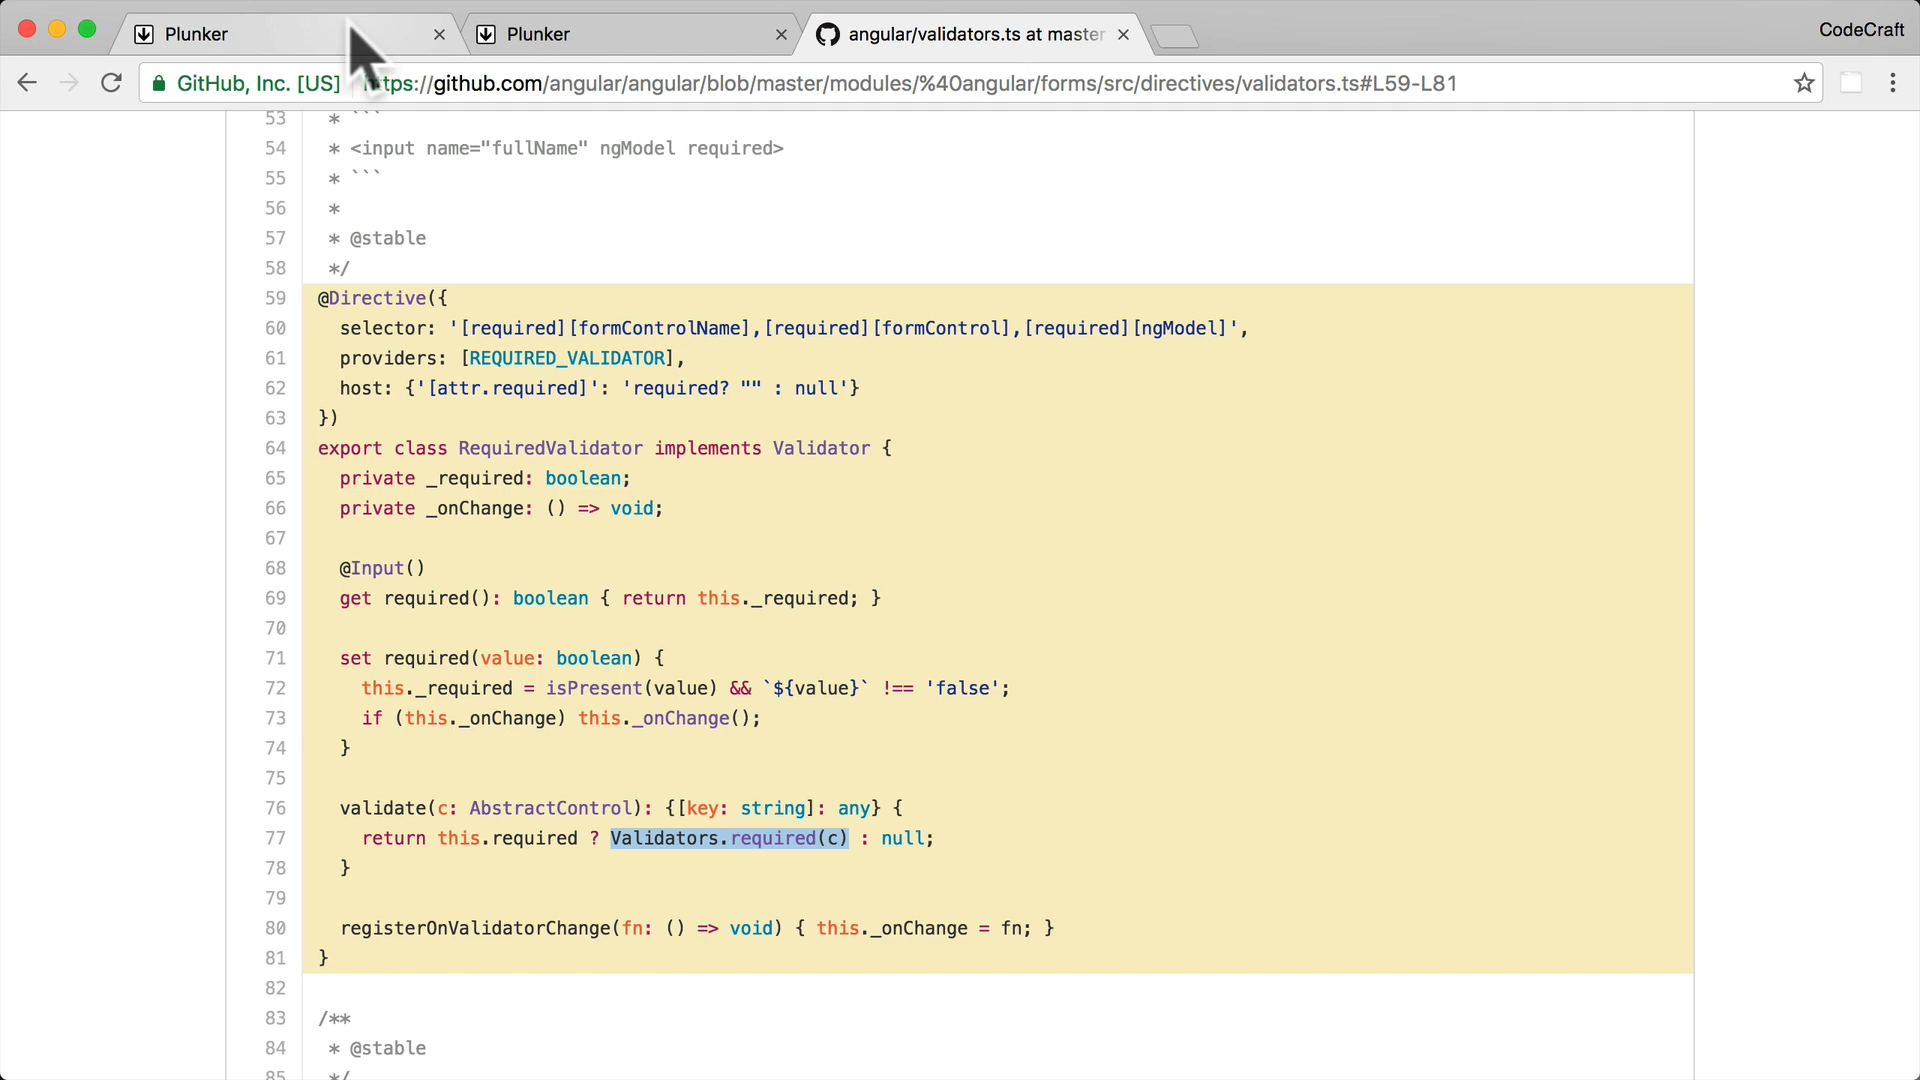 Plunker × Plunker × angular/validators.ts at master × CodeCraft
GitHub, Inc. [US] https://github.com/angular/angular/blob/master/modules/%40angular/forms/src/directives/validators.ts#L59-L81
53 * ```
54 * <input name="fullName" ngModel required>
55 * ```
56 *
57 * @stable
58 */
59 @Directive({
60 selector: '[required][formControlName],[required][formControl],[required][ngModel]',
61 providers: [REQUIRED_VALIDATOR],
62 host: {'[attr.required]': 'required? "" : null'}
63 })
64 export class RequiredValidator implements Validator {
65 private _required: boolean;
66 private _onChange: () => void;
67
68 @Input()
69 get required(): boolean { return this._required; }
70
71 set required(value: boolean) {
72 this._required = isPresent(value) && `${value}` !== 'false';
73 if (this._onChange) this._onChange();
74 }
75
76 validate(c: AbstractControl): {[key: string]: any} {
77 return this.required ? Validators.required(c) : null;
78 }
79
80 registerOnValidatorChange(fn: () => void) { this._onChange = fn; }
81 }
82
83 /**
84 * @stable
85 */